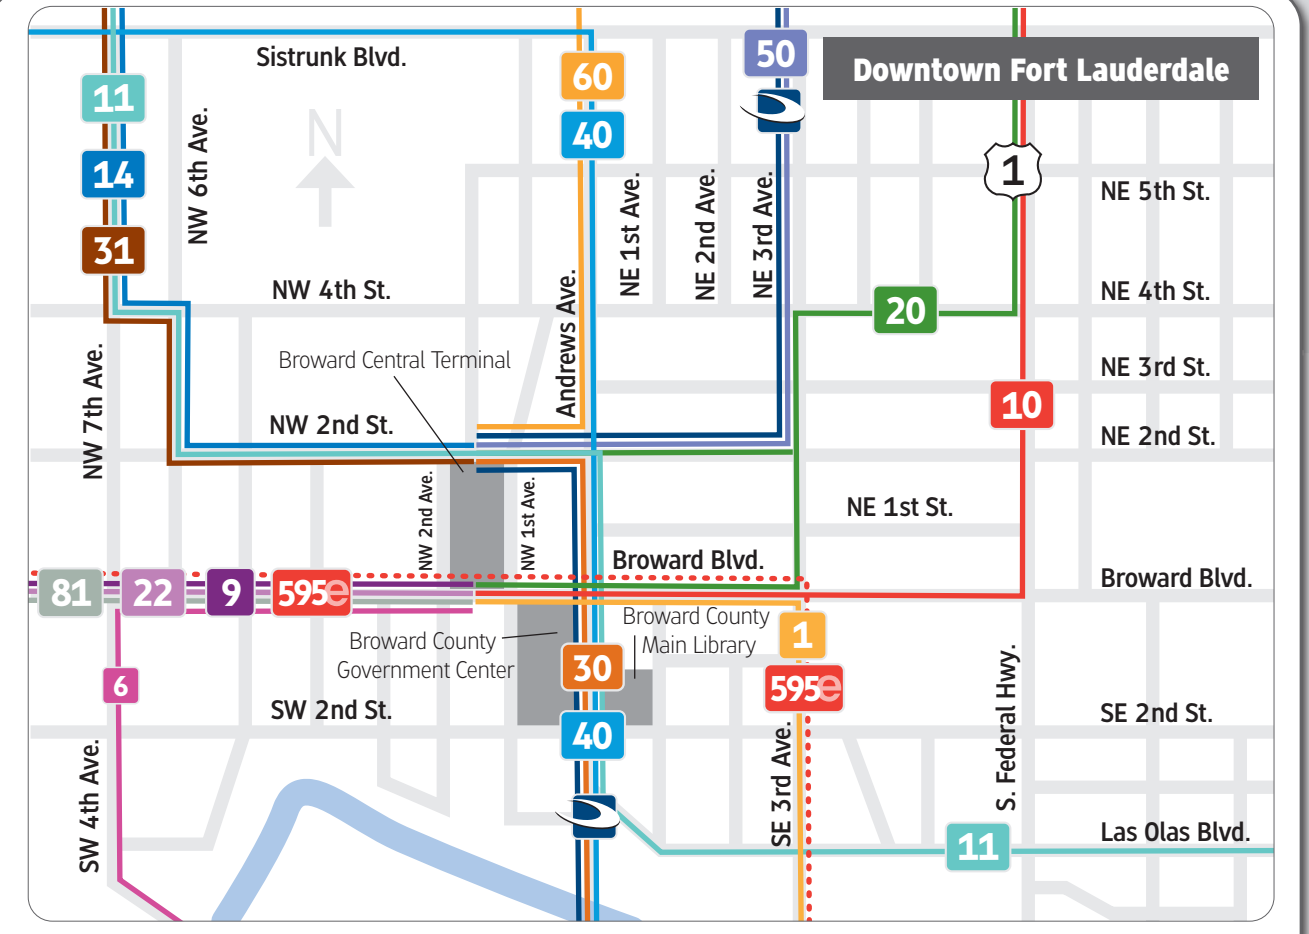 Downtown Fort Lauderdale
Sistrunk Blvd.
60
50
11
40
N
NW 6th Ave.
14
1
NE 5th St.
31
NE 1st Ave.
NE 2nd Ave.
NE 3rd Ave.
NW 4th St.
NE 4th St.
20
Andrews Ave.
Broward Central Terminal
NE 3rd St.
NW 7th Ave.
10
NW 2nd St.
NE 2nd St.
NW 2nd Ave.
NW 1st Ave.
NE 1st St.
Broward Blvd.
Broward Blvd.
81
22
9
595e
Broward County
Main Library
1
Broward County
Government Center
30
6
595e
SW 2nd St.
SE 2nd St.
40
S. Federal Hwy.
SW 4th Ave.
SE 3rd Ave.
Las Olas Blvd.
11